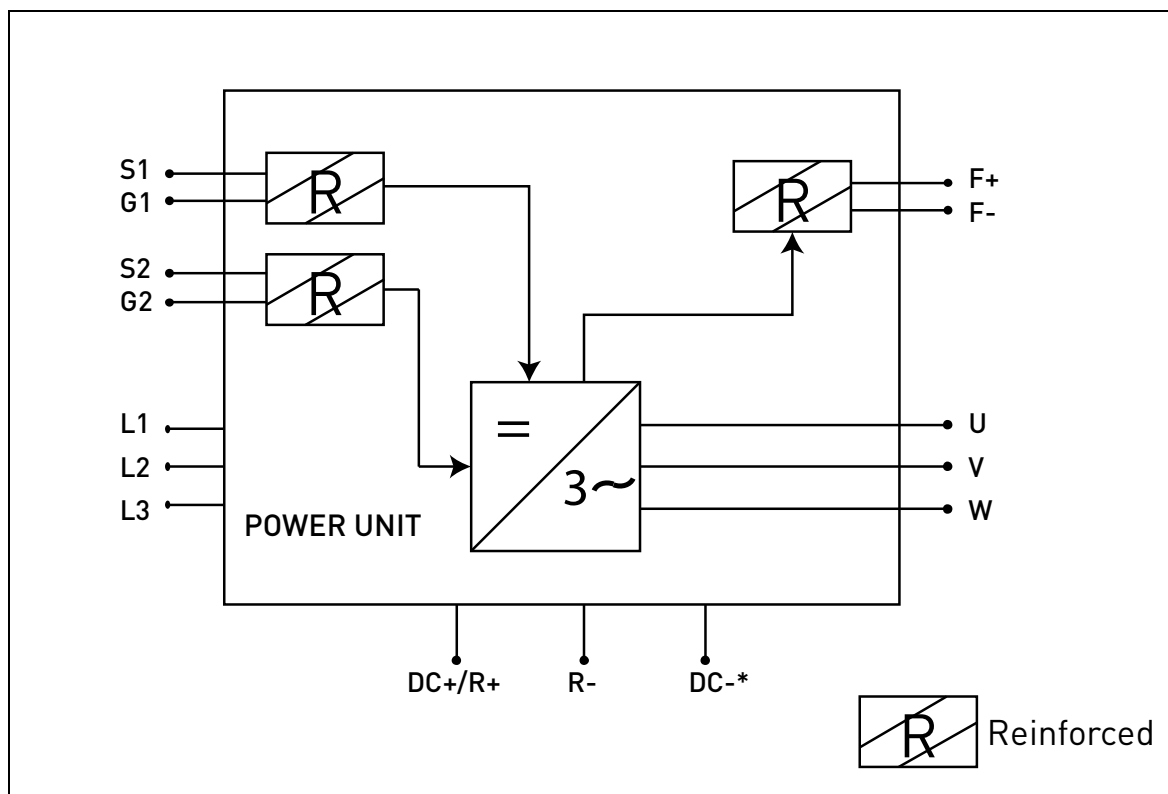 S1
G1
R
S2
G2
R
R
F+
F-
L1
L2
L3
POWER UNIT
=
3~
U
V
W
DC+/R+
R-
DC-*
R
Reinforced